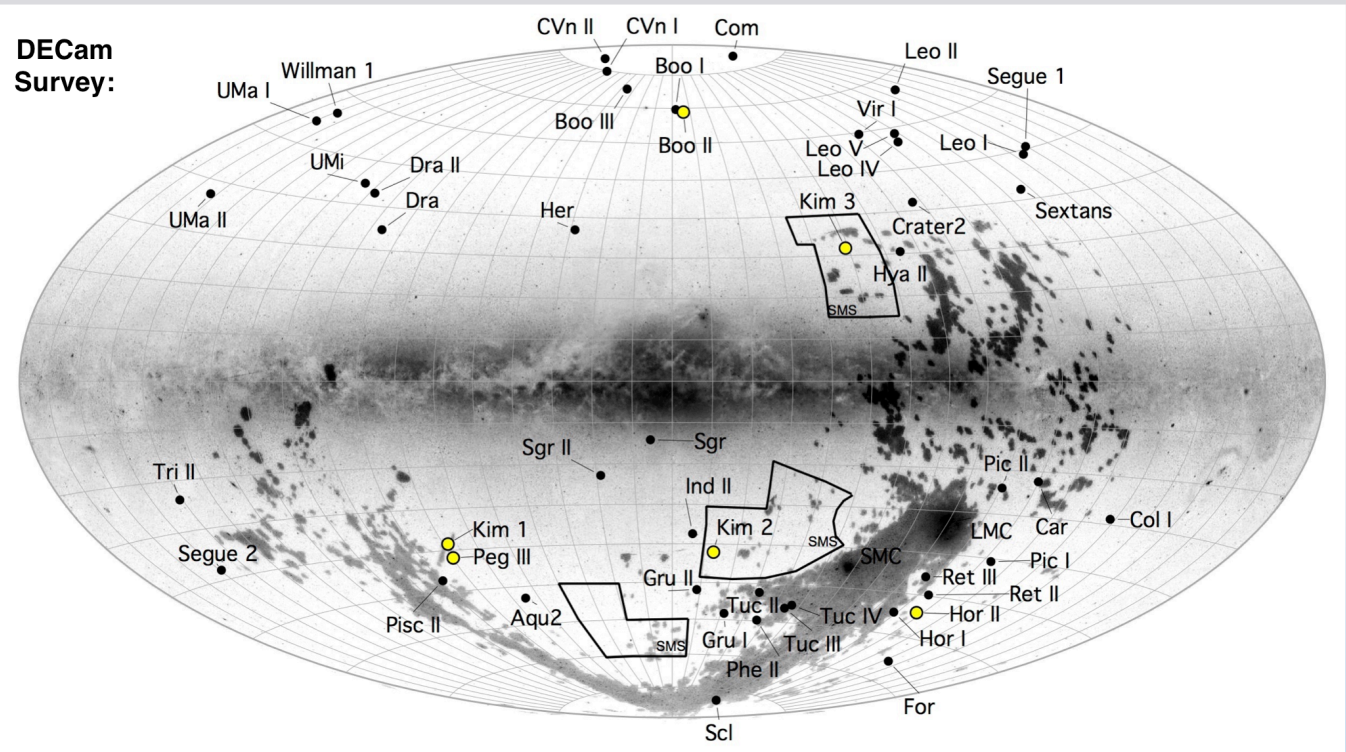 DECam
Survey:
CVn II
CVn I
Com
Leo II
Willman 1
Boo I
Segue 1
UMa I
Vir I
Boo III
Boo II
Leo V
Leo I
Leo IV
UMi
Dra II
Dra
Kim 3
UMa II
Her
Sextans
Crater2
Hya II
SMS
Sgr
Sgr II
Tri II
Pic II
Ind II
Kim 2
Car
Col I
LMC
Kim 1
SMS
Segue 2
Peg III
SMC
Pic I
Gru II
Ret III
Ret II
Tuc II
Tuc IV
Hor II
Aqu2
Pisc II
Gru I
Tuc III
Hor I
SMS
Phe II
For
Scl